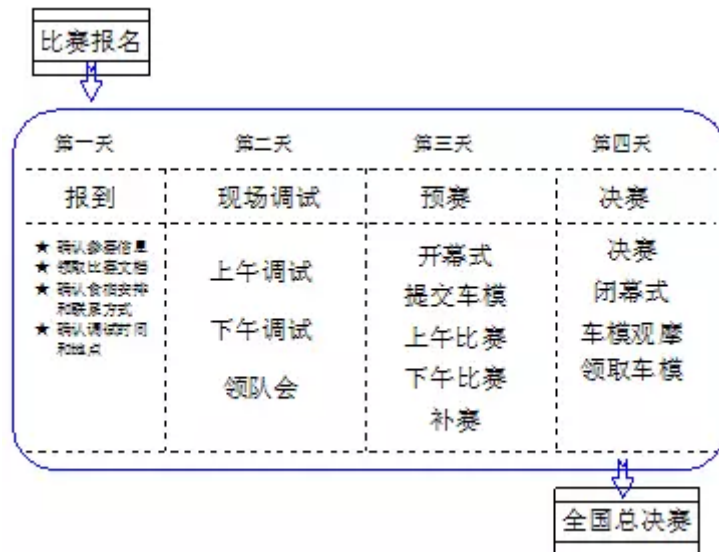 比赛报名
第一天 第二天 第三天 第四天
报到 现场调试 预赛 决赛
★ 确认参赛信息
★ 领取比赛文档
★ 确认食宿安排
和联系方式
★ 确认调试时间
和地点
上午调试
下午调试
领队会
开幕式
提交车模
上午比赛
下午比赛
补赛
决赛
闭幕式
车模观摩
领取车模
全国总决赛